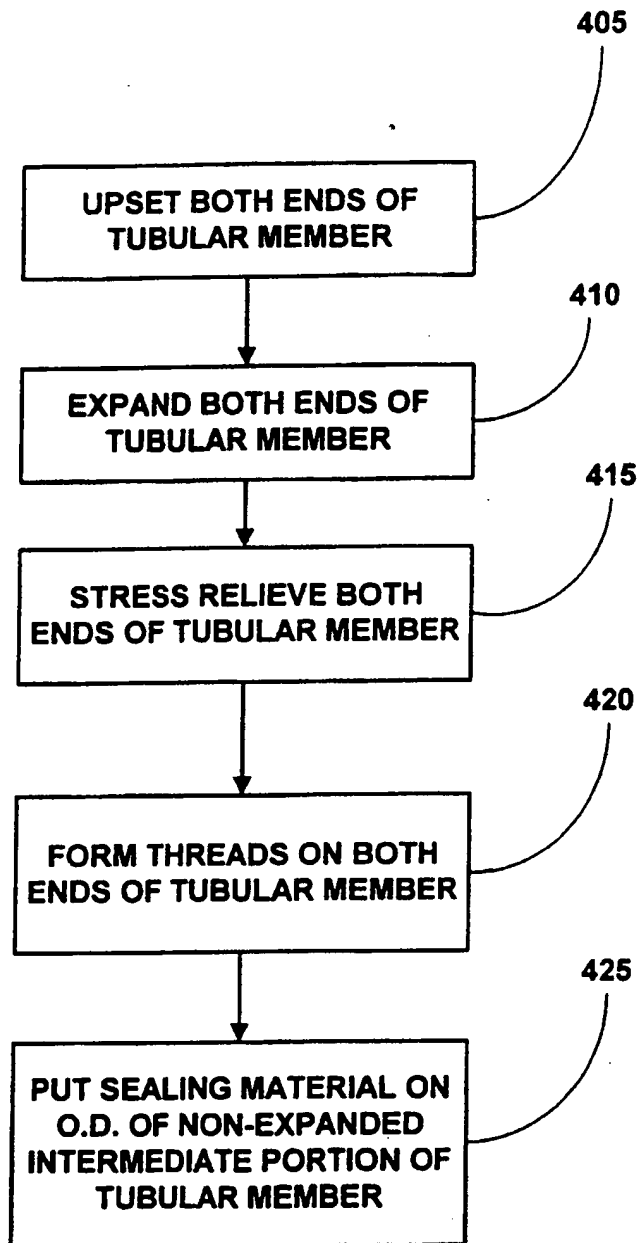 405
UPSET BOTH ENDS OF
TUBULAR MEMBER
410
EXPAND BOTH ENDS OF
TUBULAR MEMBER
415
STRESS RELIEVE BOTH
ENDS OF TUBULAR MEMBER
420
FORM THREADS ON BOTH
ENDS OF TUBULAR MEMBER
425
PUT SEALING MATERIAL ON
O.D. OF NON-EXPANDED
INTERMEDIATE PORTION OF
TUBULAR MEMBER